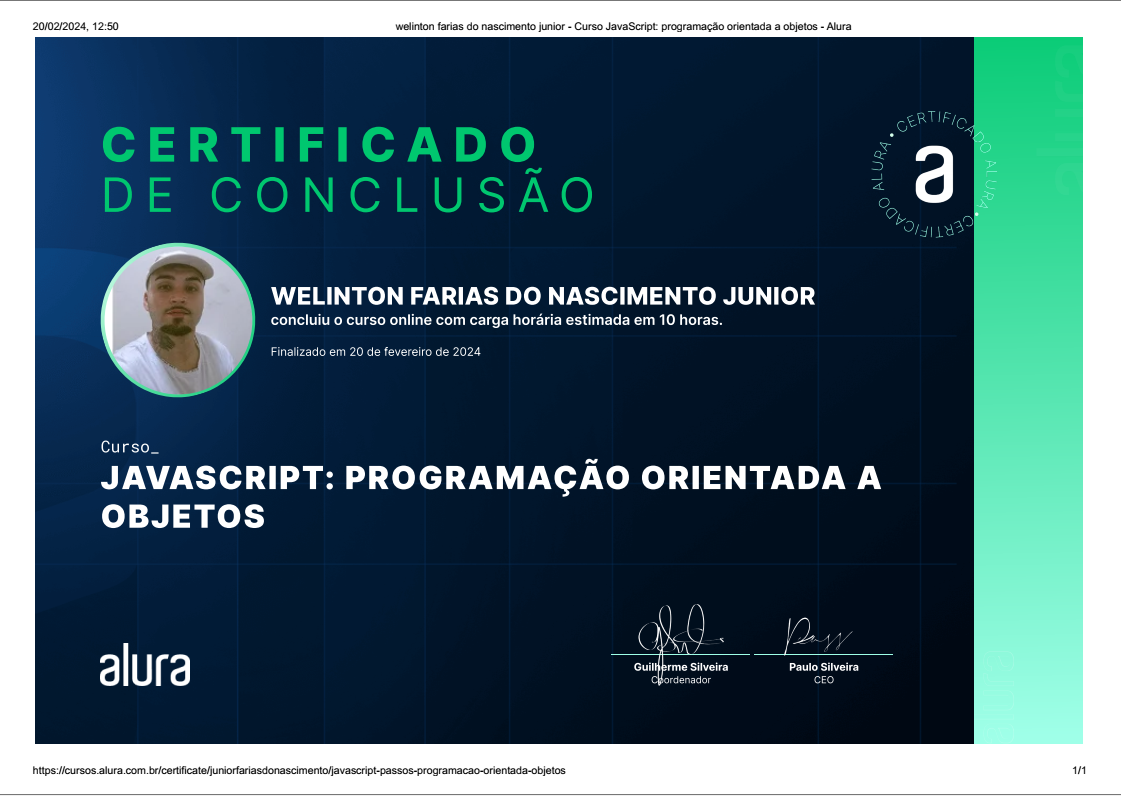 20/02/2024, 12:50
welinton farias do nascimento junior - Curso JavaScript: programação orientada a objetos - Alura
CERTIFICADO
DE CONCLUSÃO
CERTIFICADO ALURA • CERTIFICADO ALURA •
a
WELINTON FARIAS DO NASCIMENTO JUNIOR
concluiu o curso online com carga horária estimada em 10 horas.
Finalizado em 20 de fevereiro de 2024
Curso_
JAVASCRIPT: PROGRAMAÇÃO ORIENTADA A
OBJETOS
alura
Guilherme Silveira
Coordenador
Paulo Silveira
CEO
alura
https://cursos.alura.com.br/certificate/juniorfariasdonascimento/javascript-passos-programacao-orientada-objetos
1/1